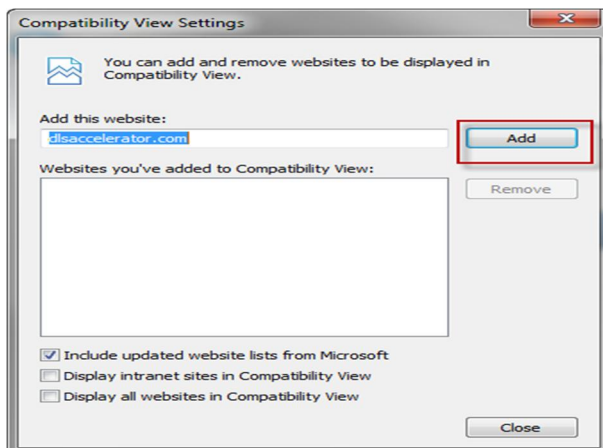 Compatibility View Settings
You can add and remove websites to be displayed in
Compatibility View.
Add this website:
dlsaccelerator.com
Add
Websites you've added to Compatibility View:
Remove
Include updated website lists from Microsoft
Display intranet sites in Compatibility View
Display all websites in Compatibility View
Close